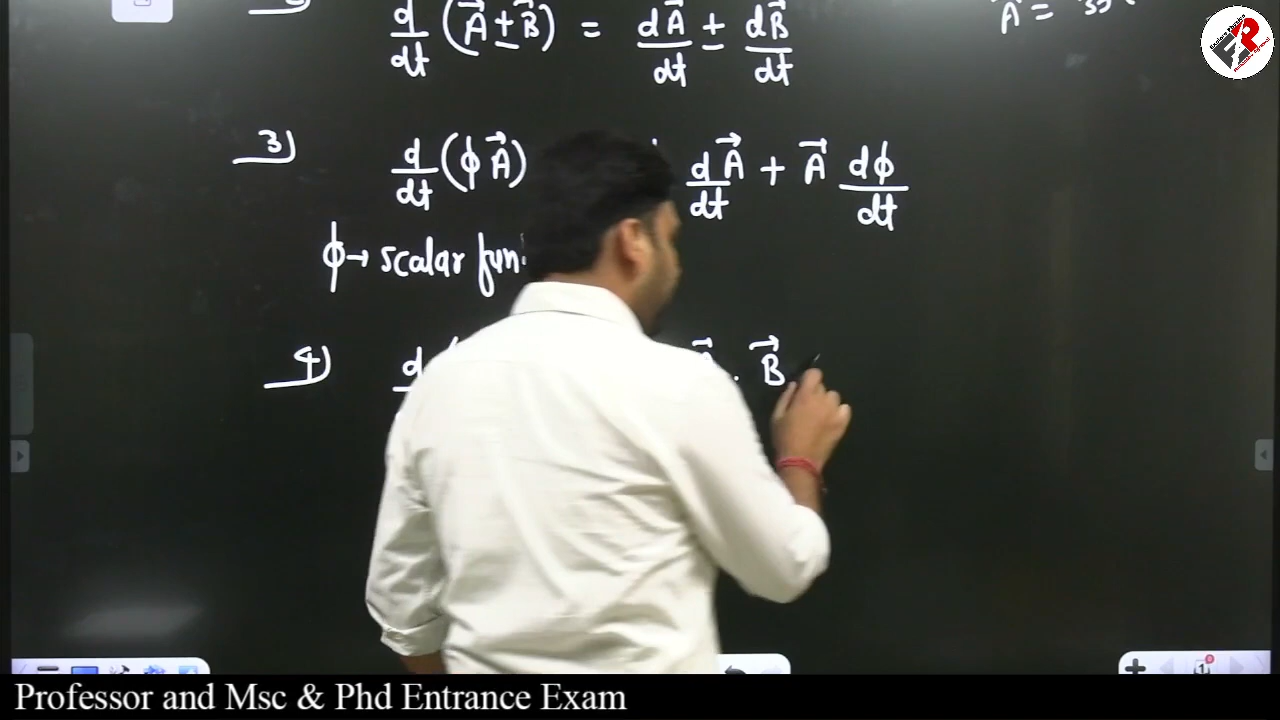 d/dt (A⃗ ± B⃗) = dA⃗/dt ± dB⃗/dt
A⃗ =
3) d/dt (ϕ A⃗) dA⃗/dt + A⃗ dϕ/dt
ϕ → scalar fun
4) d . B⃗
Professor and Msc & Phd Entrance Exam